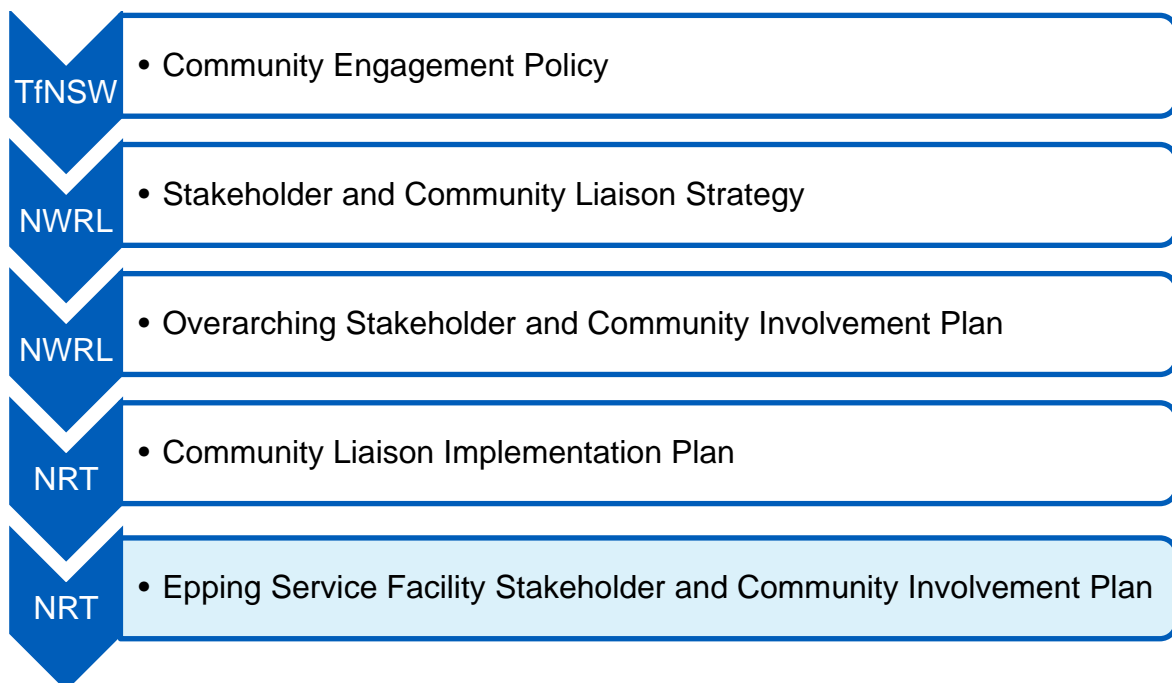 TfNSW
• Community Engagement Policy
NWRL
• Stakeholder and Community Liaison Strategy
NWRL
• Overarching Stakeholder and Community Involvement Plan
NRT
• Community Liaison Implementation Plan
NRT
• Epping Service Facility Stakeholder and Community Involvement Plan